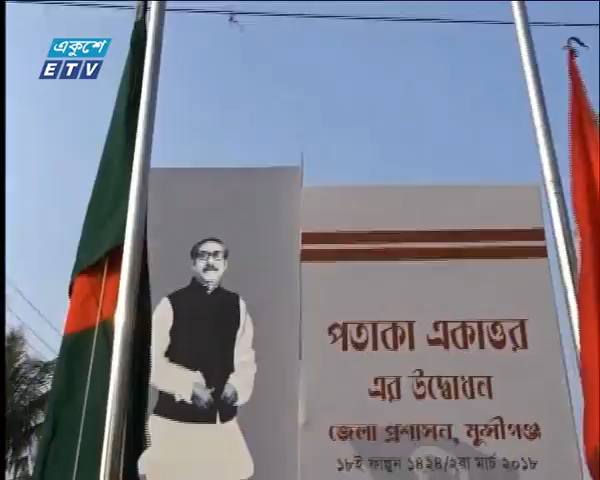 একুশে
ETV
পতাকা একাত্তর
এর উদ্বোধন
জেলা প্রশাসন, মুন্সীগঞ্জ
১৮ই ফাল্গুন ১৪২৪/২রা মার্চ ২০১৮